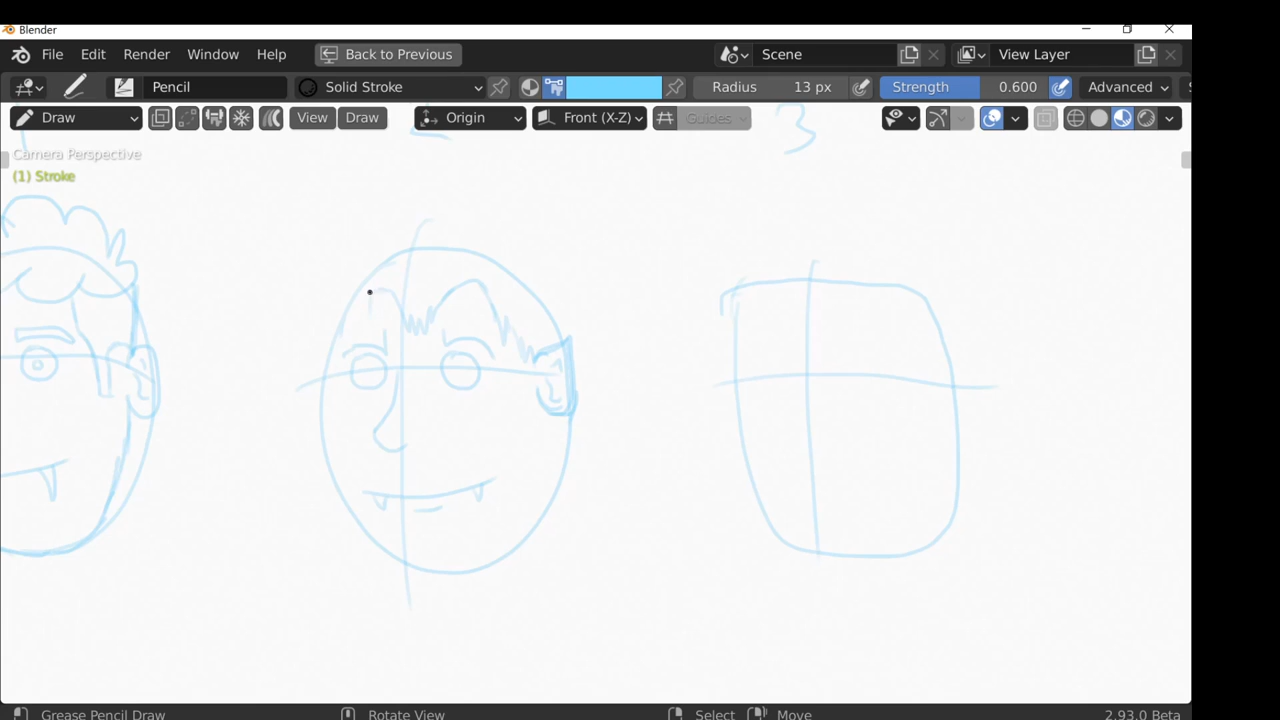 Blender
File Edit Render Window Help Back to Previous Scene View Layer
Pencil Solid Stroke Radius 13 px Strength 0.600 Advanced
Draw View Draw Origin Front (X-Z) Guides
3
Camera Perspective
(1) Stroke
Grease Pencil Draw Rotate View Select Move 2.93.0 Beta